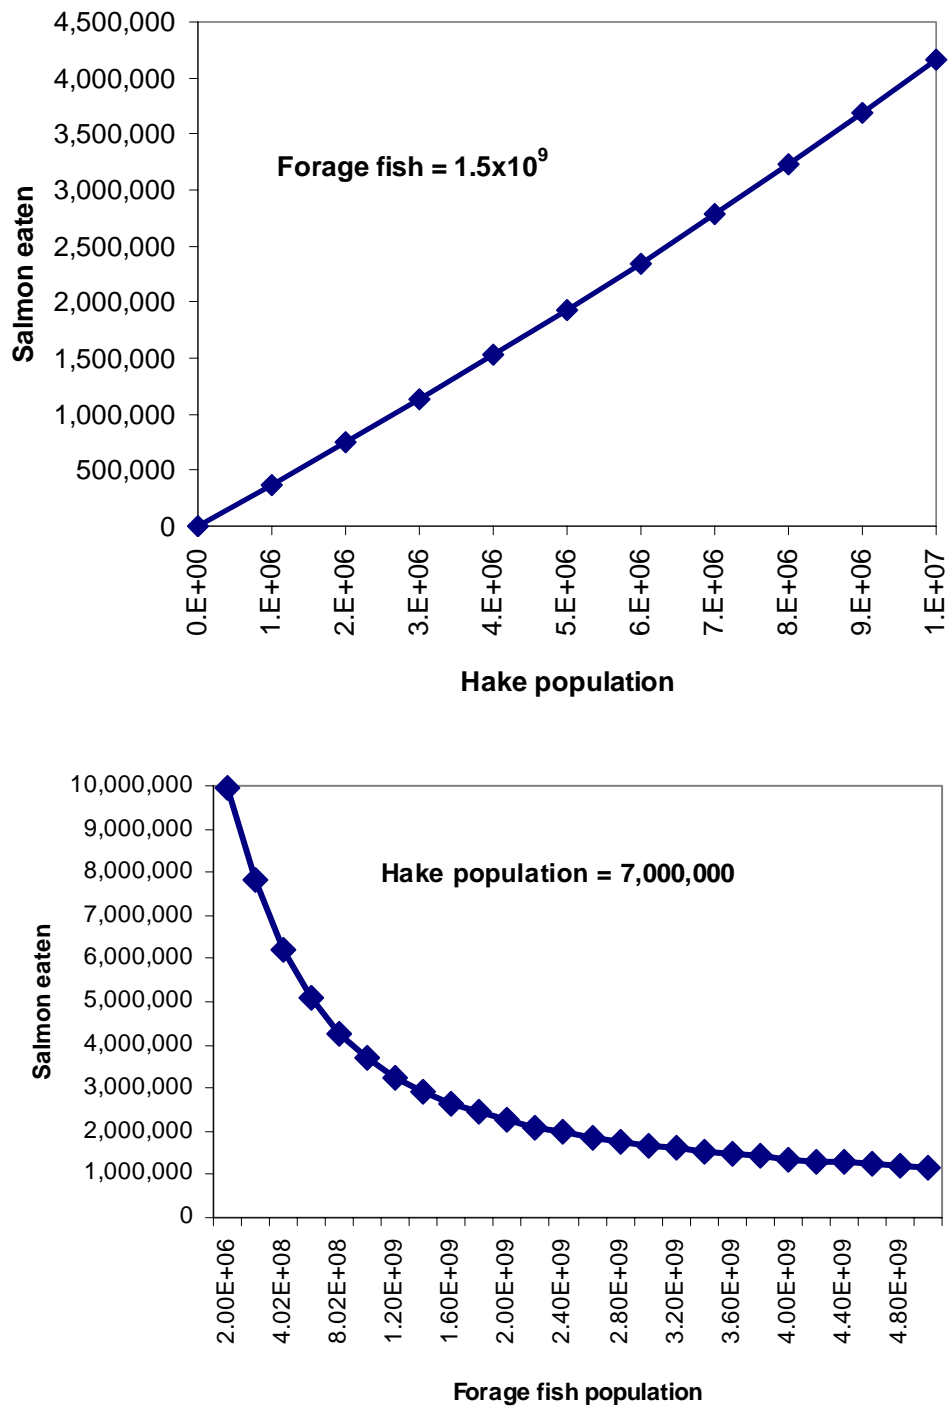 4,500,000
4,000,000
3,500,000
3,000,000
2,500,000
2,000,000
1,500,000
1,000,000
500,000
0
Salmon eaten
Forage fish = 1.5x10⁹
0.E+00
1.E+06
2.E+06
3.E+06
4.E+06
5.E+06
6.E+06
7.E+06
8.E+06
9.E+06
1.E+07
Hake population
10,000,000
9,000,000
8,000,000
7,000,000
6,000,000
5,000,000
4,000,000
3,000,000
2,000,000
1,000,000
0
Salmon eaten
Hake population = 7,000,000
2.00E+06
4.02E+08
8.02E+08
1.20E+09
1.60E+09
2.00E+09
2.40E+09
2.80E+09
3.20E+09
3.60E+09
4.00E+09
4.40E+09
4.80E+09
Forage fish population